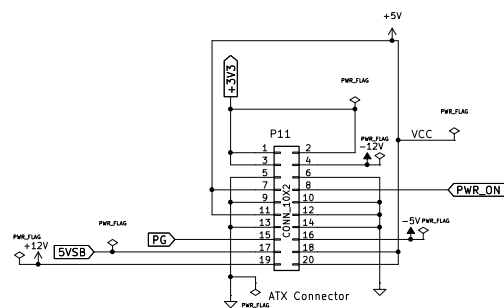 +5V
+3V3
PWR_FLAG
PWR_FLAG
P11
PWR_FLAG
-12V
VCC
1 2
3 4
5 6
7 8
PWR_ON
9 10
11 12
13 14
CONN_10X2
-5V
PWR_FLAG
PG
15 16
PWR_FLAG
PWR_FLAG
+12V
5VSB
17 18
19 20
ATX Connector
PWR_FLAG